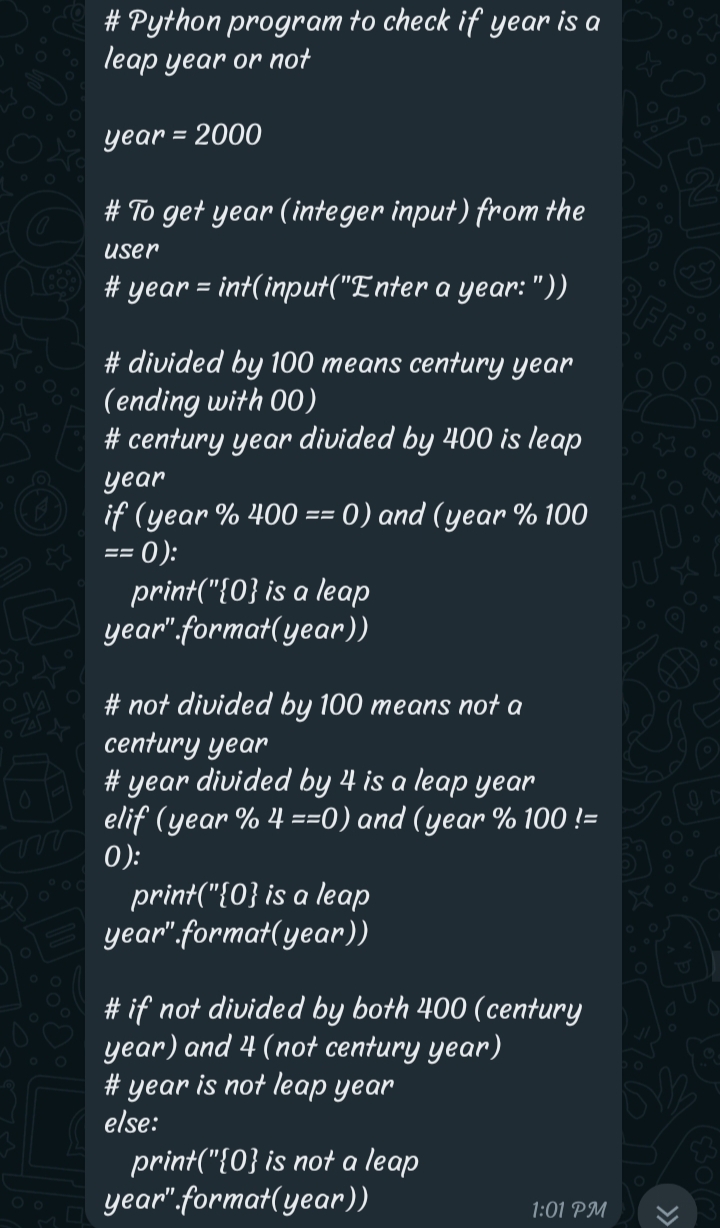 # Python program to check if year is a
leap year or not
year = 2000
# To get year (integer input) from the
user
# year = int(input("Enter a year: "))
# divided by 100 means century year
(ending with 00)
# century year divided by 400 is leap
year
if (year % 400 == 0) and (year % 100
== 0):
    print("{0} is a leap
year".format(year))
# not divided by 100 means not a
century year
# year divided by 4 is a leap year
elif (year % 4 ==0) and (year % 100 !=
0):
    print("{0} is a leap
year".format(year))
# if not divided by both 400 (century
year) and 4 (not century year)
# year is not leap year
else:
    print("{0} is not a leap
year".format(year))
1:01 PM